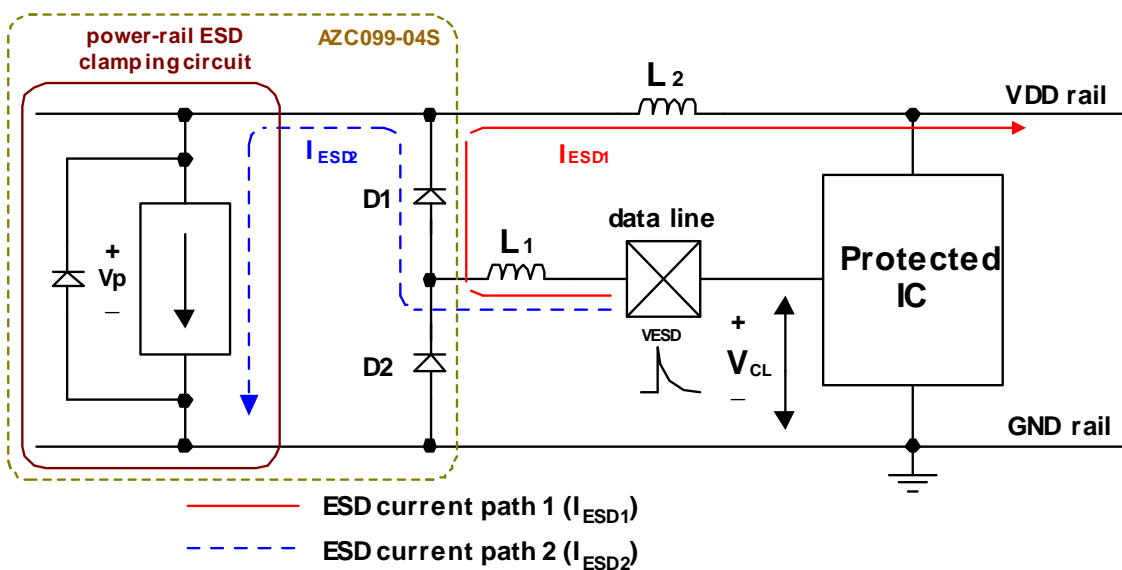 power-rail ESD
clamping circuit
AZC099-04S
L2
VDD rail
IESD2
IESD1
D1
data line
L1
+
Vp
_
Protected
IC
VESD
+
VCL
_
D2
GND rail
ESD current path 1 (IESD1)
ESD current path 2 (IESD2)